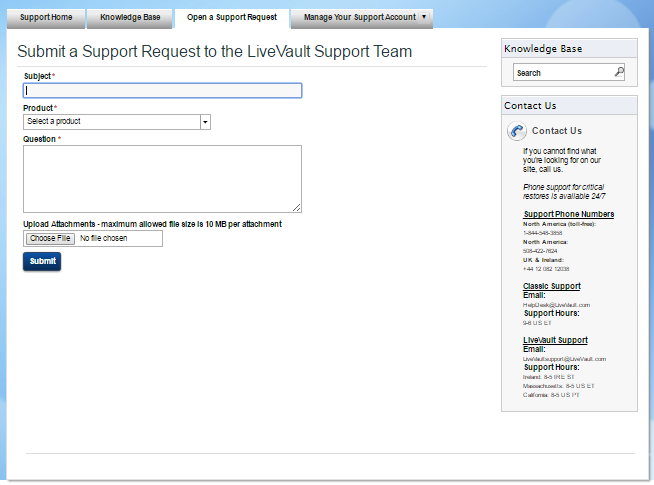 Support Home
Knowledge Base
Open a Support Request
Manage Your Support Account
Submit a Support Request to the LiveVault Support Team
Subject*
Product*
Select a product
Question *
Upload Attachments - maximum allowed file size is 10 MB per attachment
Choose File No file chosen
Submit
Knowledge Base
Search
Contact Us
Contact Us
If you cannot find what
you're looking for on our
site, call us.
Phone support for critical
restores is available 24/7
Support Phone Numbers
North America (toll-free):
1-844-548-3858
North America:
508-422-7624
UK & Ireland:
+44 12 082 12038
Classic Support
Email:
HelpDesk@LiveVault.com
Support Hours:
9-6 US ET
LiveVault Support
Email:
LiveVaultsupport@LiveVault.com
Support Hours:
Ireland: 8-5 IRE ST
Massachusetts: 8-5 US ET
California: 8-5 US PT